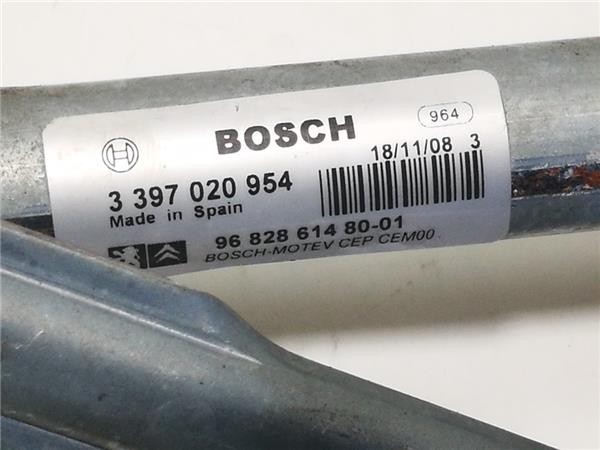 964
BOSCH
18/11/08 3
3 397 020 954
Made in Spain
96 828 614 80-01
BOSCH-MOTEV CEP CEM00